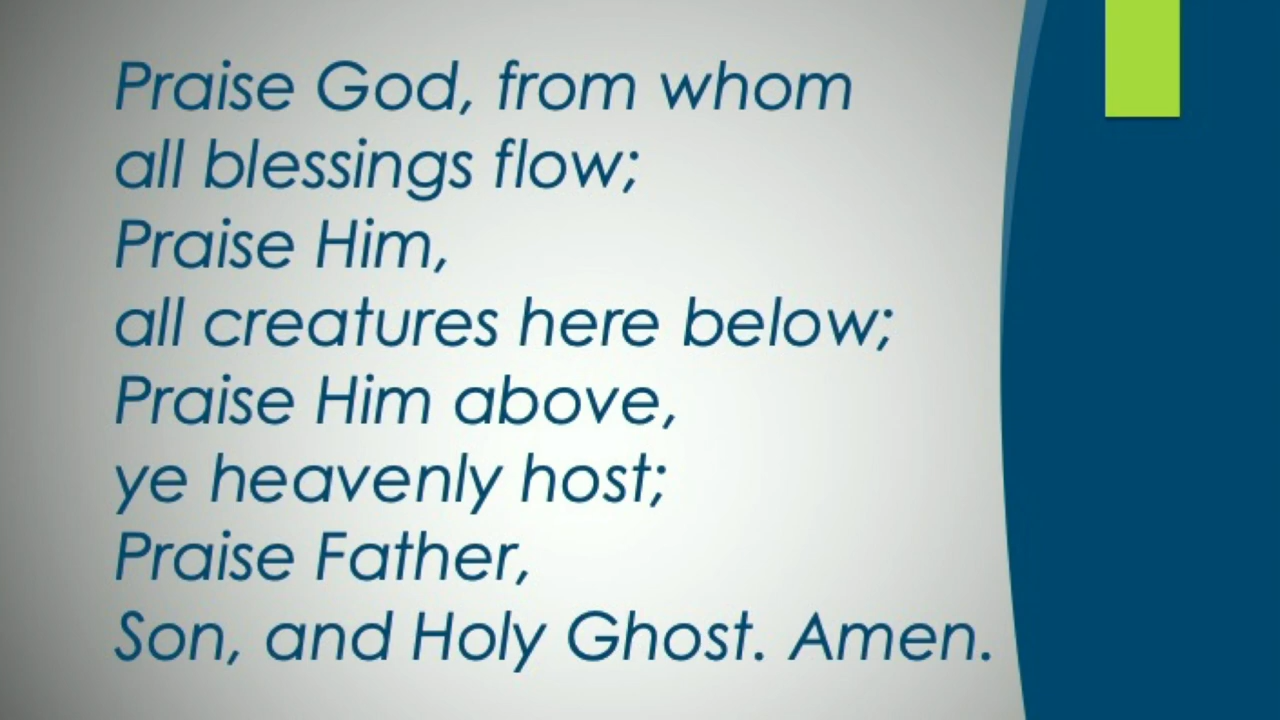 Praise God, from whom
all blessings flow;
Praise Him,
all creatures here below;
Praise Him above,
ye heavenly host;
Praise Father,
Son, and Holy Ghost. Amen.